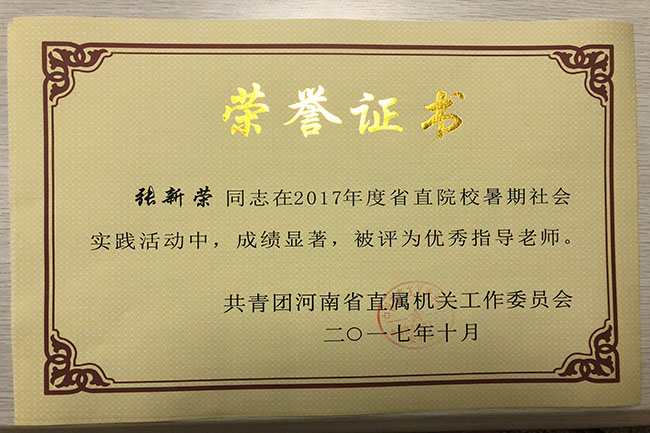 荣誉证书
张新荣 同志在2017年度省直院校暑期社会
实践活动中，成绩显著，被评为优秀指导老师。
共青团河南省直属机关工作委员会
二〇一七年十月